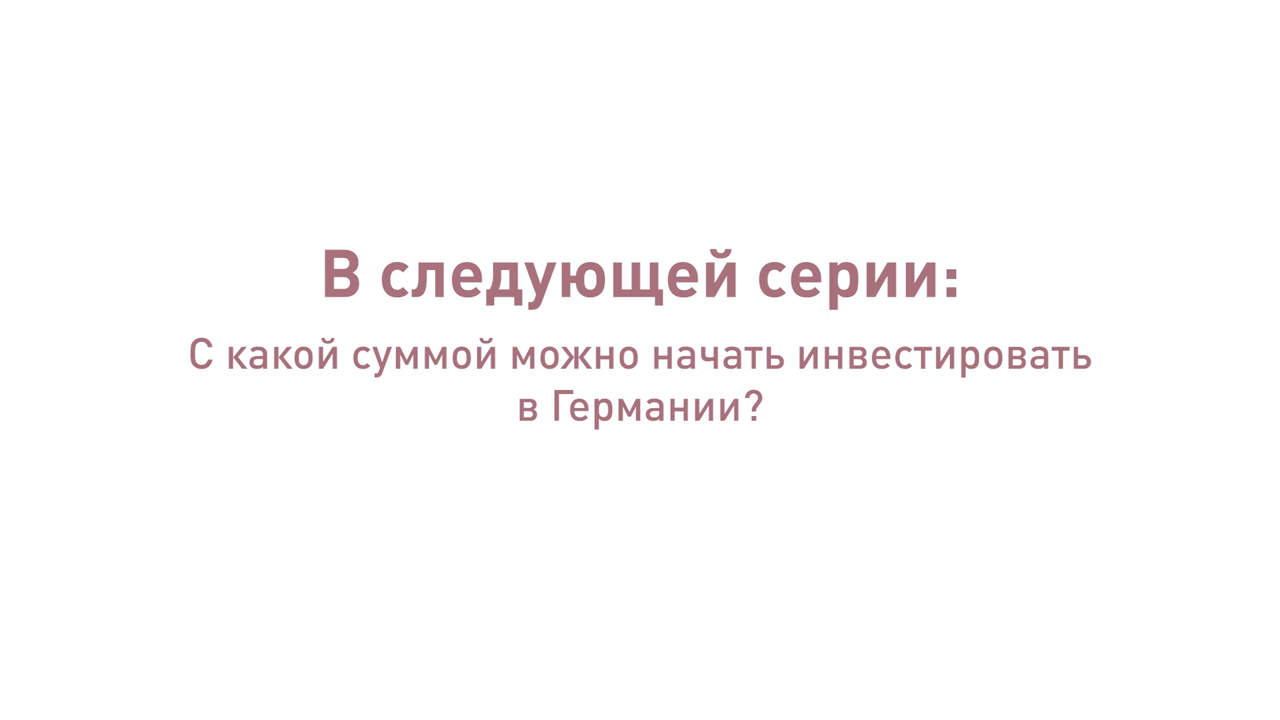 В следующей серии:
С какой суммой можно начать инвестировать
в Германии?